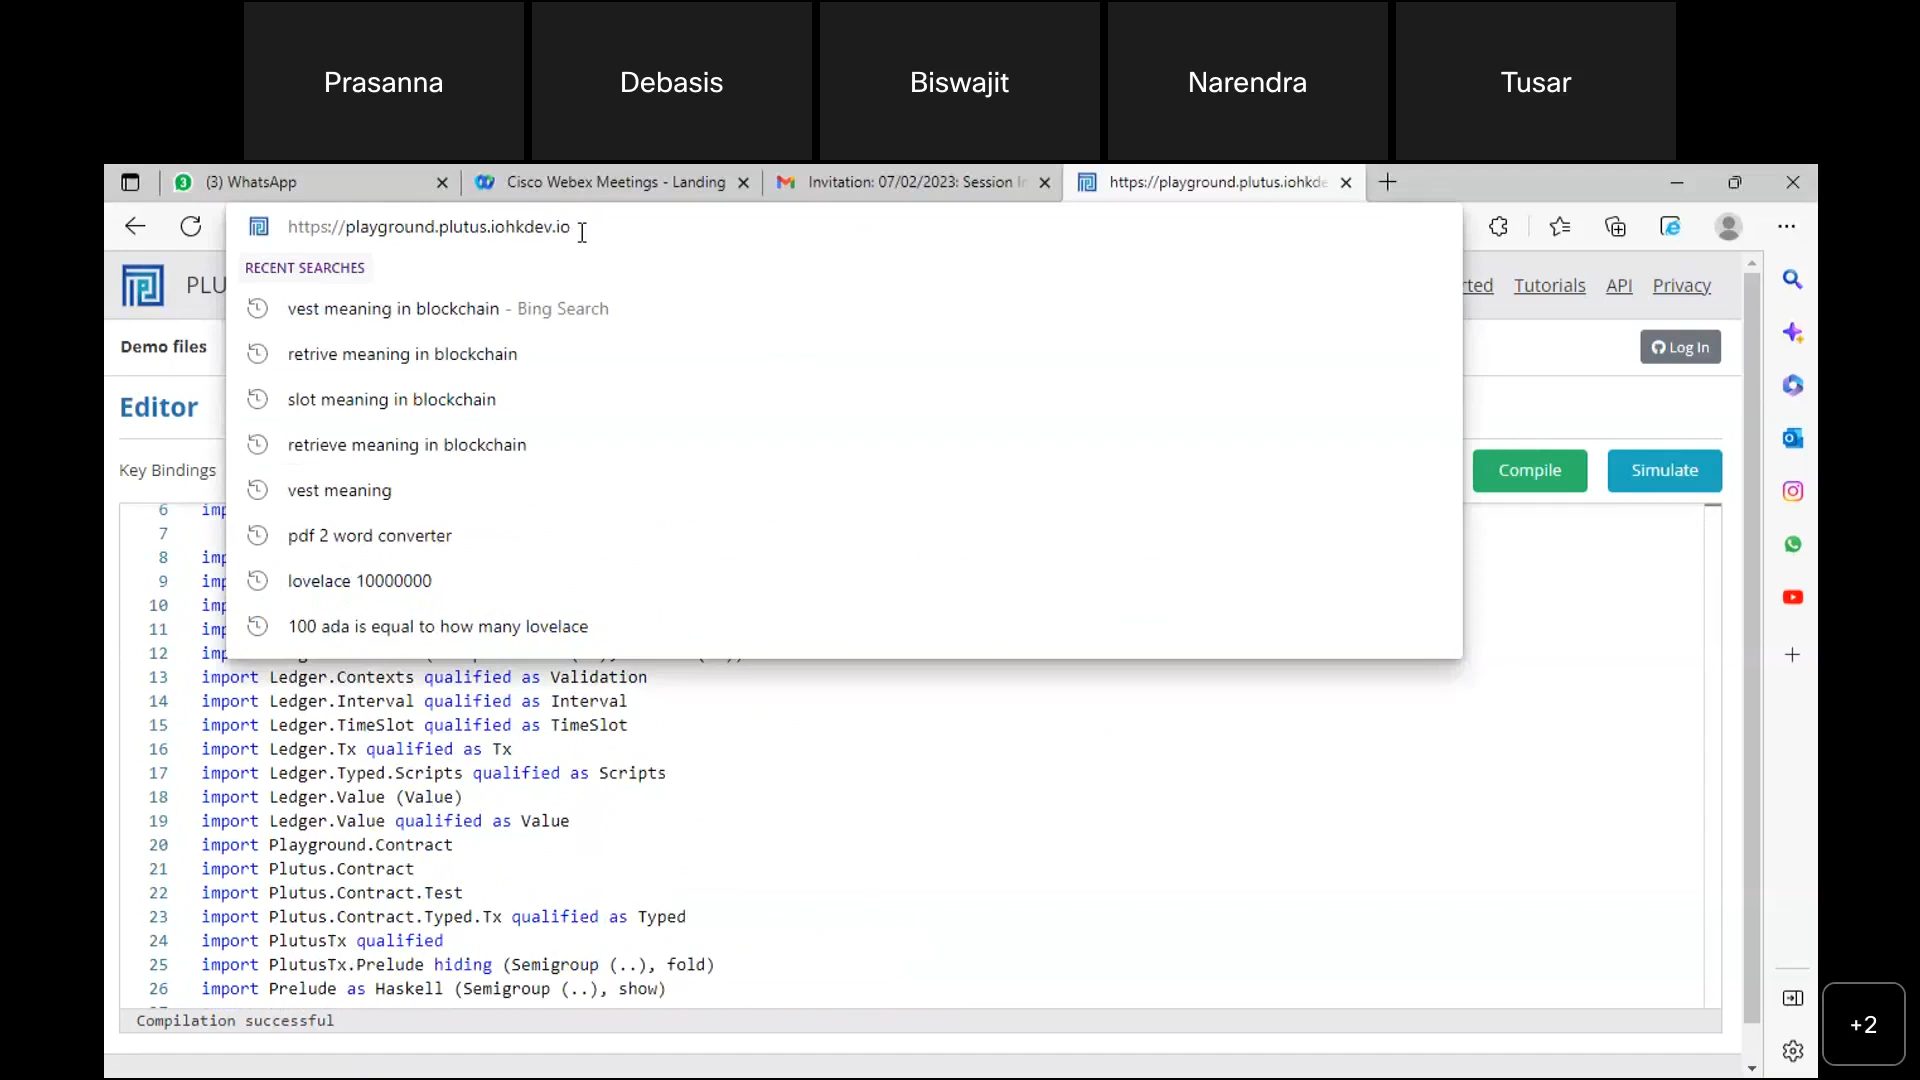 Prasanna
Debasis
Biswajit
Narendra
Tusar
3 (3) WhatsApp
Cisco Webex Meetings - Landing
Invitation: 07/02/2023: Session I
https://playground.plutus.iohkde
https://playground.plutus.iohkdev.io
RECENT SEARCHES
vest meaning in blockchain - Bing Search
retrive meaning in blockchain
slot meaning in blockchain
retrieve meaning in blockchain
vest meaning
pdf 2 word converter
lovelace 10000000
100 ada is equal to how many lovelace
PLU
rted Tutorials API Privacy
Demo files
Log In
Editor
Key Bindings
Compile
Simulate
6 imp
7
8 imp
9 imp
10 imp
11 imp
12 imp
13 import Ledger.Contexts qualified as Validation
14 import Ledger.Interval qualified as Interval
15 import Ledger.TimeSlot qualified as TimeSlot
16 import Ledger.Tx qualified as Tx
17 import Ledger.Typed.Scripts qualified as Scripts
18 import Ledger.Value (Value)
19 import Ledger.Value qualified as Value
20 import Playground.Contract
21 import Plutus.Contract
22 import Plutus.Contract.Test
23 import Plutus.Contract.Typed.Tx qualified as Typed
24 import PlutusTx qualified
25 import PlutusTx.Prelude hiding (Semigroup (..), fold)
26 import Prelude as Haskell (Semigroup (..), show)
Compilation successful
+2